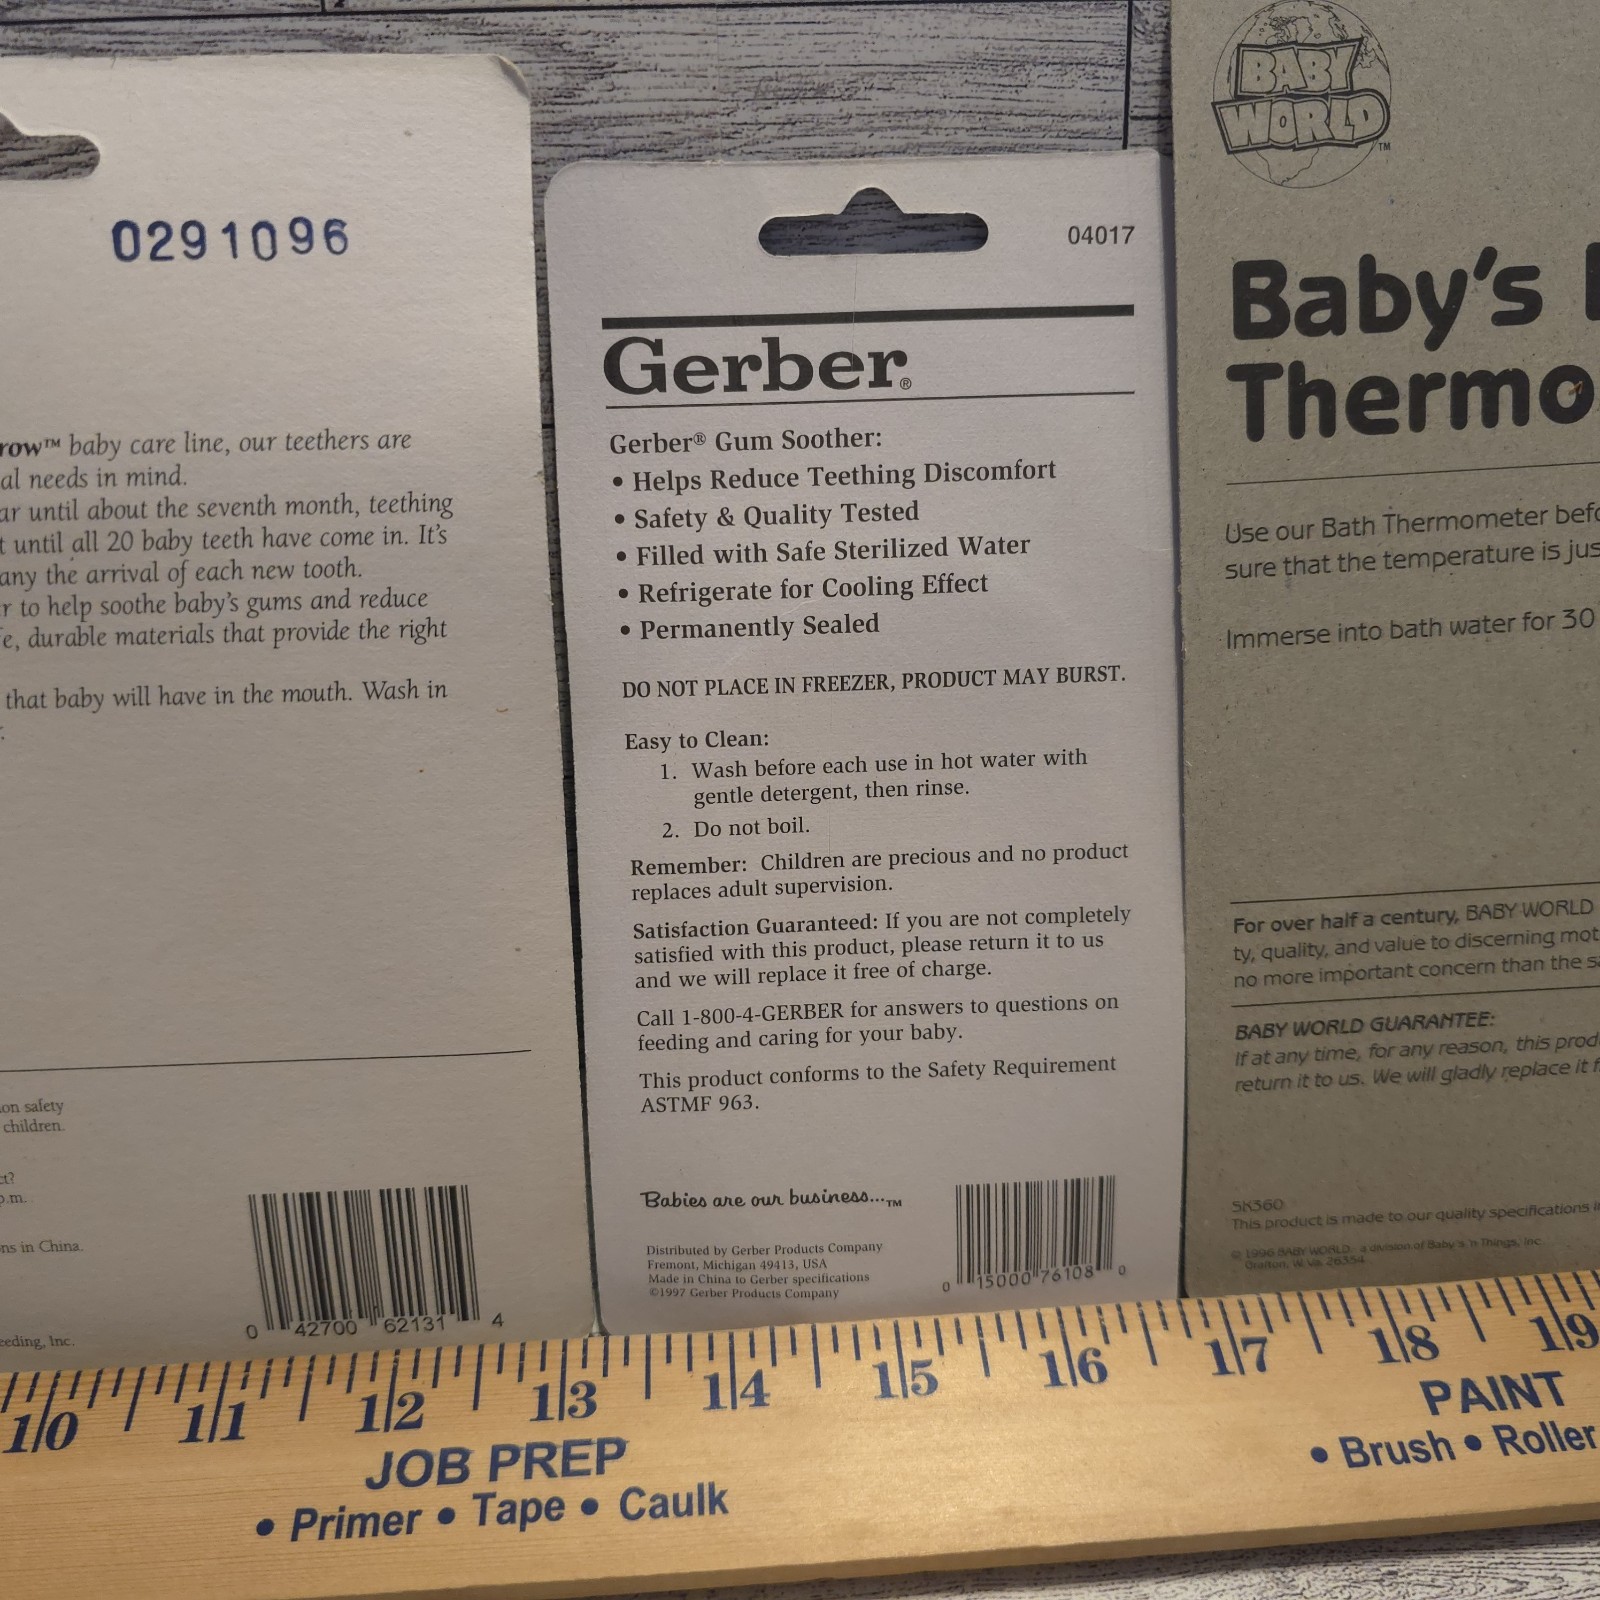 0291096
row™ baby care line, our teethers are
al needs in mind.
ar until about the seventh month, teething
t until all 20 baby teeth have come in. It's
any the arrival of each new tooth.
r to help soothe baby's gums and reduce
e, durable materials that provide the right
that baby will have in the mouth. Wash in
on safety
children.
ct?
p.m.
ns in China.
eeding, Inc.
0 42700 62131 4
04017
Gerber®
Gerber® Gum Soother:
• Helps Reduce Teething Discomfort
• Safety & Quality Tested
• Filled with Safe Sterilized Water
• Refrigerate for Cooling Effect
• Permanently Sealed
DO NOT PLACE IN FREEZER, PRODUCT MAY BURST.
Easy to Clean:
1. Wash before each use in hot water with
gentle detergent, then rinse.
2. Do not boil.
Remember: Children are precious and no product
replaces adult supervision.
Satisfaction Guaranteed: If you are not completely
satisfied with this product, please return it to us
and we will replace it free of charge.
Call 1-800-4-GERBER for answers to questions on
feeding and caring for your baby.
This product conforms to the Safety Requirement
ASTMF 963.
Babies are our business...™
Distributed by Gerber Products Company
Fremont, Michigan 49413, USA
Made in China to Gerber specifications
©1997 Gerber Products Company
0 15000 76108 0
BABY
WORLD™
Baby's
Thermo
Use our Bath Thermometer befo
sure that the temperature is jus
Immerse into bath water for 30
For over half a century, BABY WORLD
ty, quality, and value to discerning mot
no more important concern than the sa
BABY WORLD GUARANTEE:
If at any time, for any reason, this prod
return it to us. We will gladly replace it f
SK360
This product is made to our quality specifications i
© 1996 BABY WORLD - a division of Baby's 'n Things, Inc.
Grafton, W. Va. 26354
10 11 12 13 14 15 16 17 18 19
JOB PREP
• Primer • Tape • Caulk
PAINT
• Brush • Roller